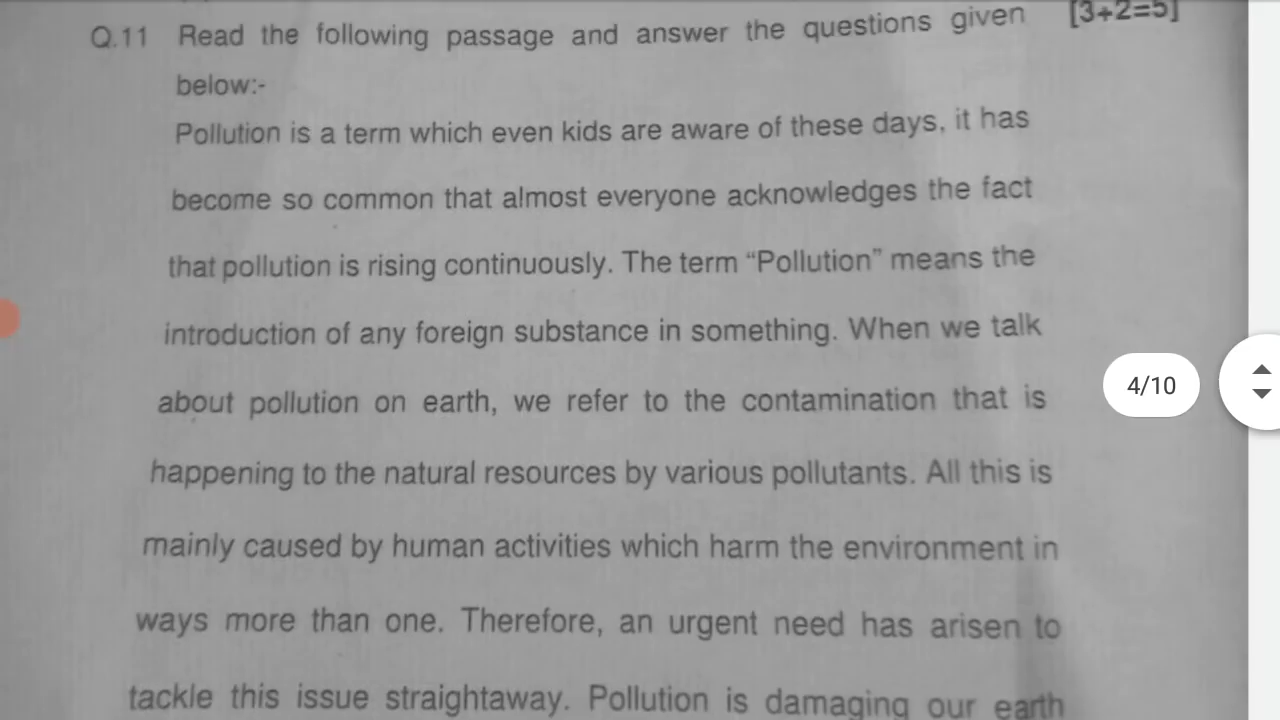 Q.11 Read the following passage and answer the questions given [3+2=5]
below:-
Pollution is a term which even kids are aware of these days, it has
become so common that almost everyone acknowledges the fact
that pollution is rising continuously. The term “Pollution” means the
introduction of any foreign substance in something. When we talk
about pollution on earth, we refer to the contamination that is
happening to the natural resources by various pollutants. All this is
mainly caused by human activities which harm the environment in
ways more than one. Therefore, an urgent need has arisen to
tackle this issue straightaway. Pollution is damaging our earth
4/10